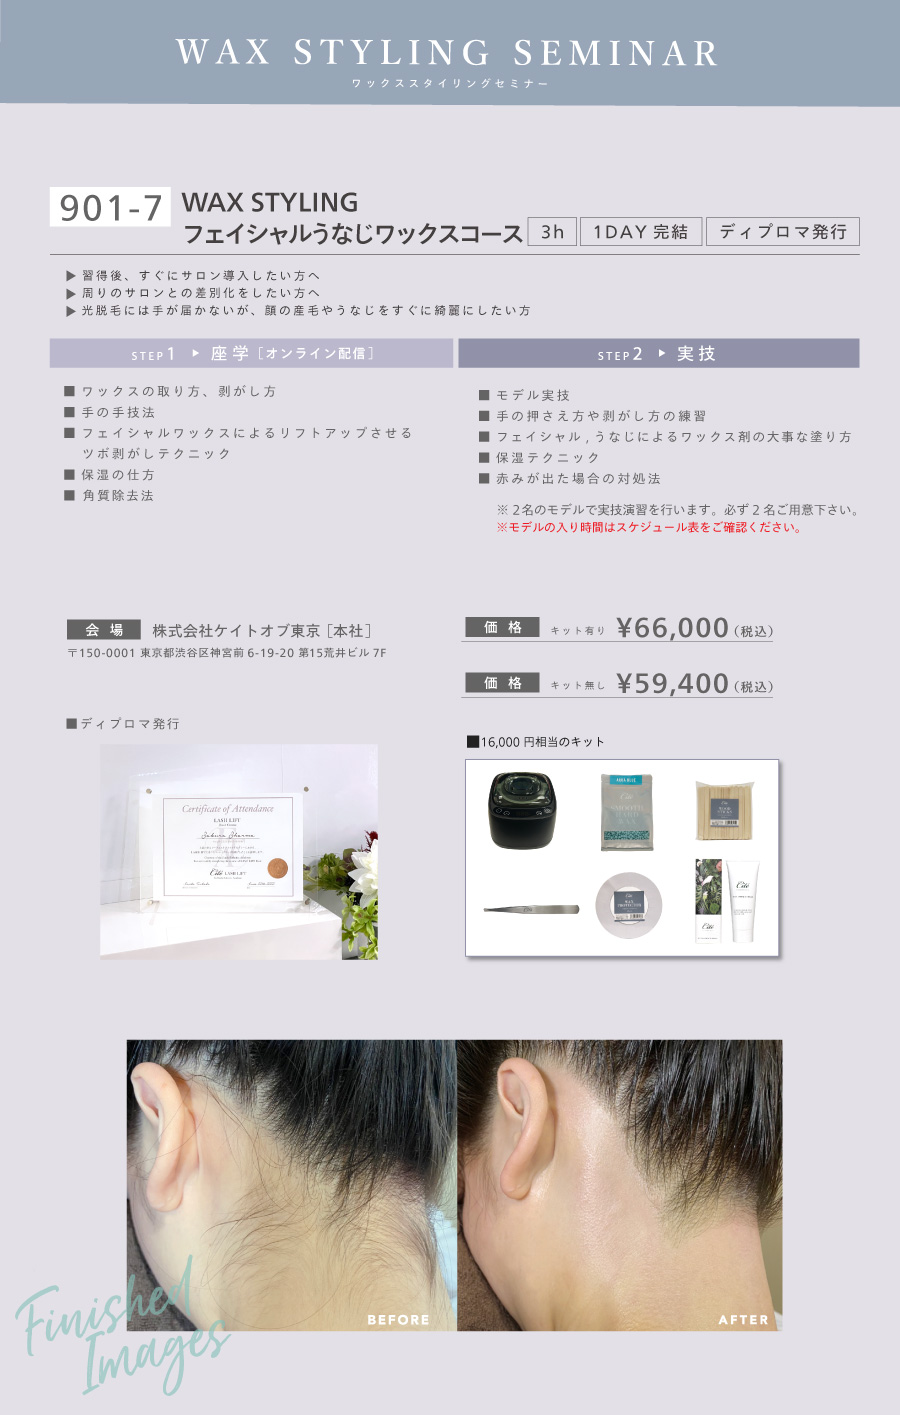 WAX STYLING SEMINAR
ワックススタイリングセミナー
901-7
WAX STYLING
フェイシャルうなじワックスコース
3h
1DAY 完結
ディプロマ発行
▶ 習得後、すぐにサロン導入したい方へ
▶ 周りのサロンとの差別化をしたい方へ
▶ 光脱毛には手が届かないが、顔の産毛やうなじをすぐに綺麗にしたい方
STEP1 ▶ 座学[オンライン配信]
■ ワックスの取り方、剥がし方
■ 手の手技法
■ フェイシャルワックスによるリフトアップさせる
ツボ剥がしテクニック
■ 保湿の仕方
■ 角質除去法
STEP2 ▶ 実技
■ モデル実技
■ 手の押さえ方や剥がし方の練習
■ フェイシャル,うなじによるワックス剤の大事な塗り方
■ 保湿テクニック
■ 赤みが出た場合の対処法
※2名のモデルで実技演習を行います。必ず2名ご用意下さい。
※モデルの入り時間はスケジュール表をご確認ください。
会場 株式会社ケイトオブ東京[本社]
〒150-0001 東京都渋谷区神宮前 6-19-20 第15荒井ビル 7F
価格 キット有り ¥66,000(税込)
価格 キット無し ¥59,400(税込)
■ディプロマ発行
Certificate of Attendance
LASH LIFT
LASH LIFT
■16,000 円相当のキット
AQUA BLUE
Cité
SMOOTH
HARD
WAX
WAX
PROTECTOR
Cité
Cité
BEFORE
AFTER
Finished
Images